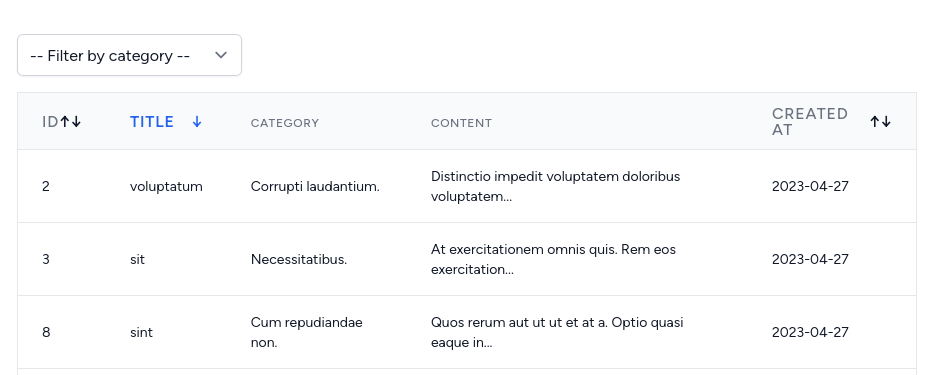 -- Filter by category --
ID↑↓ TITLE ↓ CATEGORY CONTENT CREATED AT ↑↓
2 voluptatum Corrupti laudantium. Distinctio impedit voluptatem doloribus voluptatem... 2023-04-27
3 sit Necessitatibus. At exercitationem omnis quis. Rem eos exercitation... 2023-04-27
8 sint Cum repudiandae non. Quos rerum aut ut ut et at a. Optio quasi eaque in... 2023-04-27